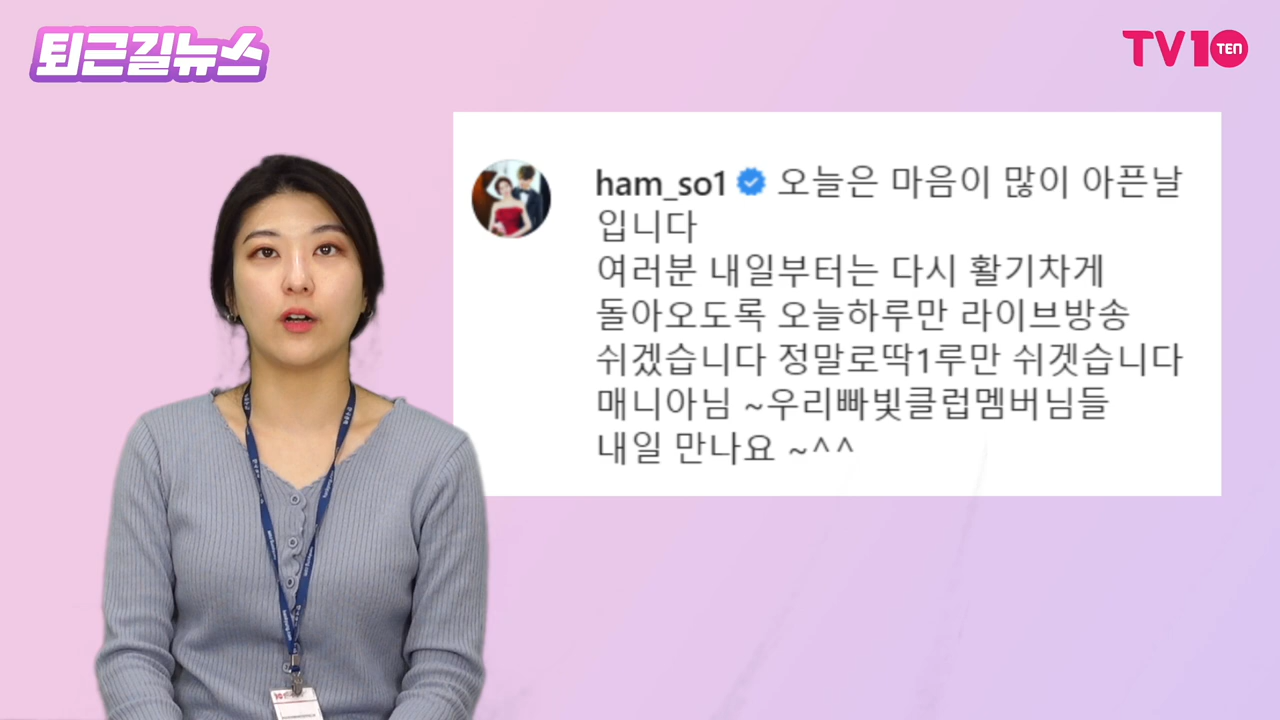 퇴근길뉴스
TV10
TEN
ham_so1 오늘은 마음이 많이 아픈날
입니다
여러분 내일부터는 다시 활기차게
돌아오도록 오늘하루만 라이브방송
쉬겠습니다 정말로딱1루만 쉬겟습니다
매니아님 ~우리빠빛클럽멤버님들
내일 만나요 ~^^